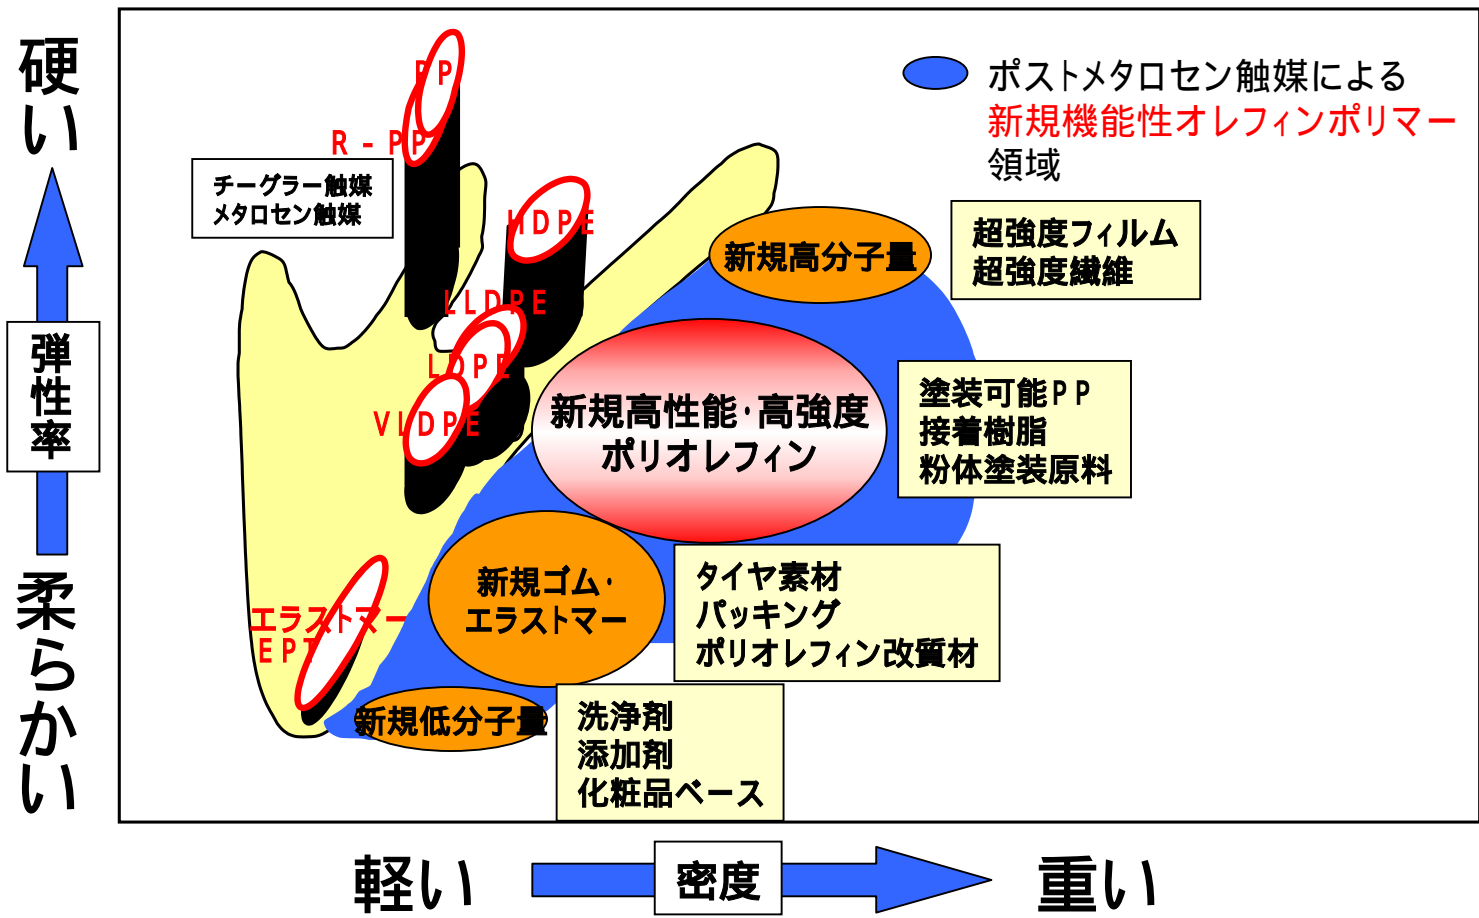 硬い
弾性率
柔らかい
ポストメタロセン触媒による
新規機能性オレフィンポリマー
領域
PP
R-PP
チーグラー触媒
メタロセン触媒
HDPE
LLDPE
LDPE
VLDPE
エラストマー
EPT
新規高分子量
超強度フィルム
超強度繊維
新規高性能・高強度
ポリオレフィン
塗装可能PP
接着樹脂
粉体塗装原料
新規ゴム・
エラストマー
タイヤ素材
パッキング
ポリオレフィン改質材
新規低分子量
洗浄剤
添加剤
化粧品ベース
軽い
密度
重い